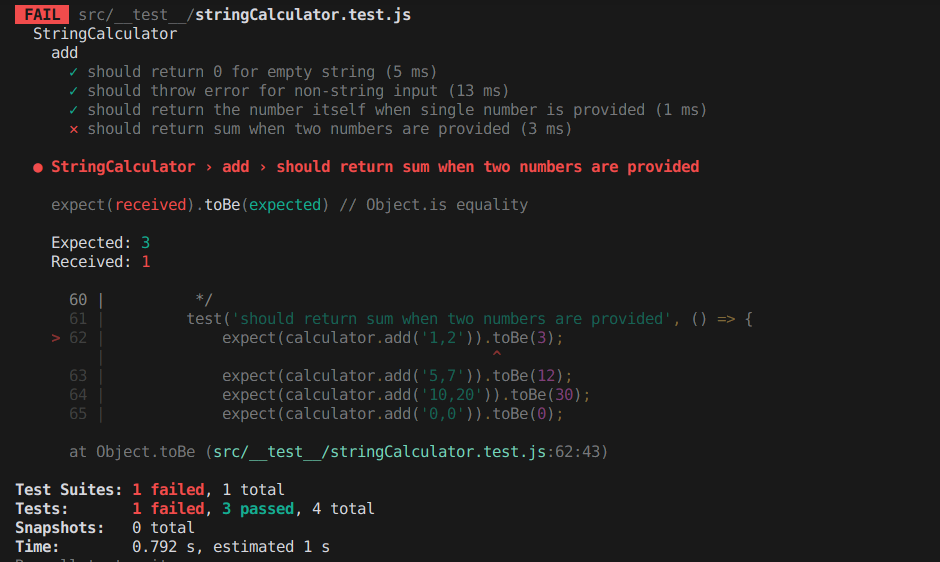 FAIL src/__test__/stringCalculator.test.js
StringCalculator
add
✓ should return 0 for empty string (5 ms)
✓ should throw error for non-string input (13 ms)
✓ should return the number itself when single number is provided (1 ms)
✕ should return sum when two numbers are provided (3 ms)
● StringCalculator › add › should return sum when two numbers are provided
expect(received).toBe(expected) // Object.is equality
Expected: 3
Received: 1
60 | */
61 | test('should return sum when two numbers are provided', () => {
> 62 | expect(calculator.add('1,2')).toBe(3);
| ^
63 | expect(calculator.add('5,7')).toBe(12);
64 | expect(calculator.add('10,20')).toBe(30);
65 | expect(calculator.add('0,0')).toBe(0);
at Object.toBe (src/__test__/stringCalculator.test.js:62:43)
Test Suites: 1 failed, 1 total
Tests: 1 failed, 3 passed, 4 total
Snapshots: 0 total
Time: 0.792 s, estimated 1 s